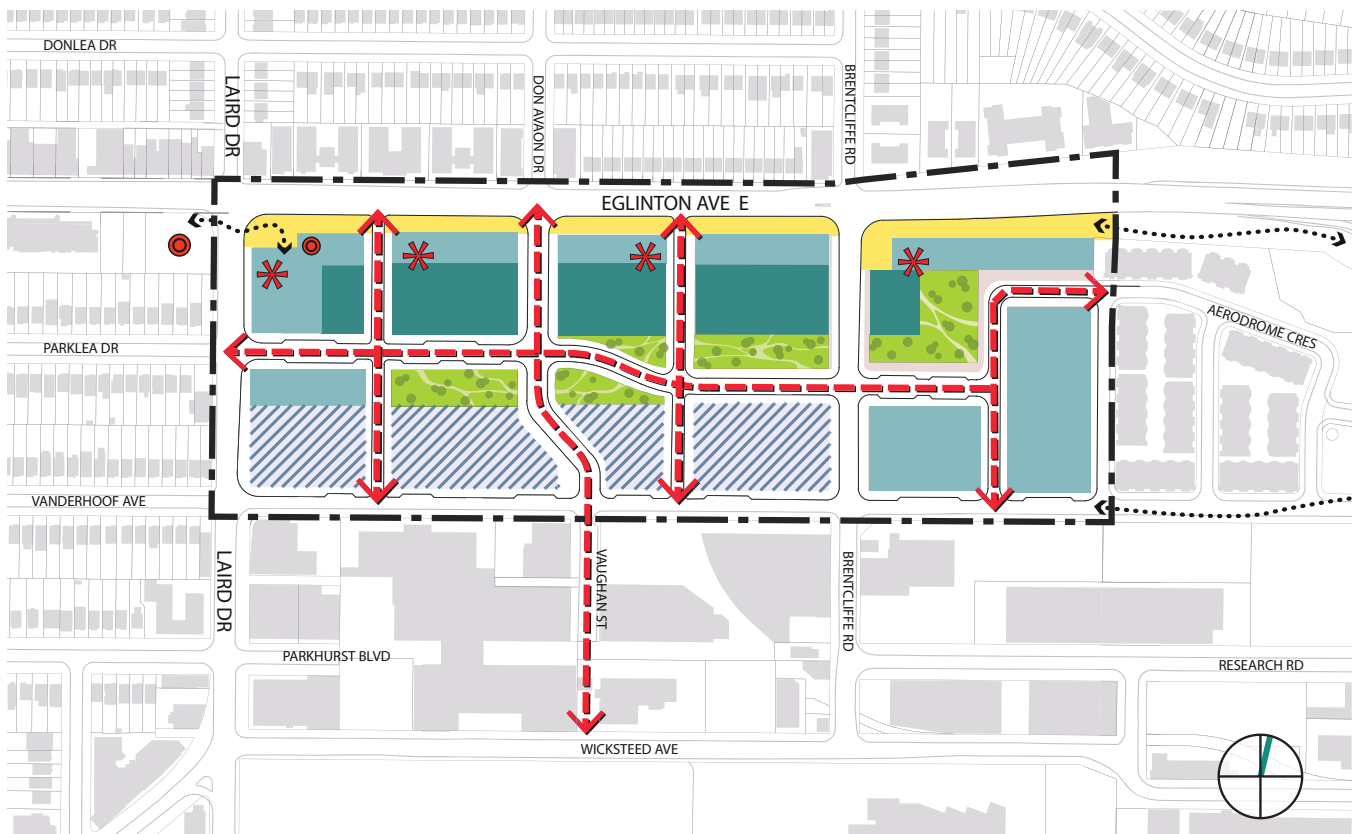 DONLEA DR
LAIRD DR
DON AVAON DR
BRENTCLIFFE RD
EGLINTON AVE E
PARKLEA DR
AERODROME CRES
VANDERHOOF AVE
LAIRD DR
VAUGHAN ST
BRENTCLIFFE RD
PARKHURST BLVD
RESEARCH RD
WICKSTEED AVE